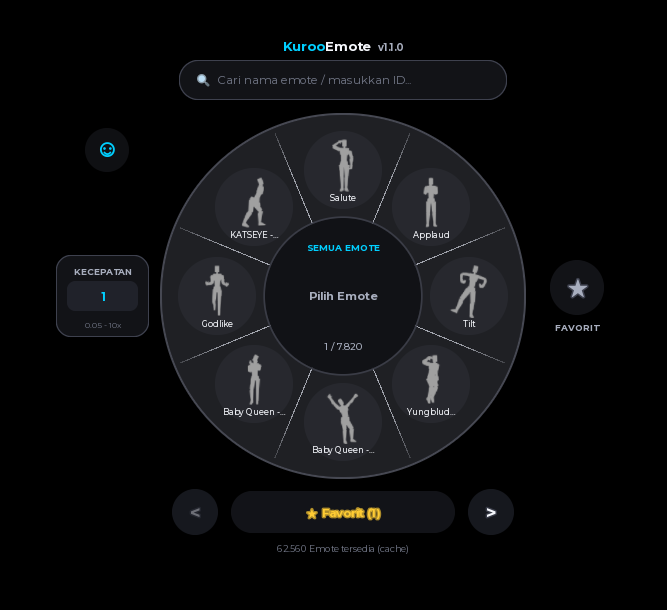 KurooEmote v1.1.0
Cari nama emote / masukkan ID...
Salute
KATSEYE -...
Applaud
SEMUA EMOTE
KECEPATAN
1
0.05 - 10x
Godlike
Pilih Emote
Tilt
FAVORIT
1 / 7.820
Baby Queen -...
Yungblud...
Baby Queen -...
<
★ Favorit (1)
>
62.560 Emote tersedia (cache)